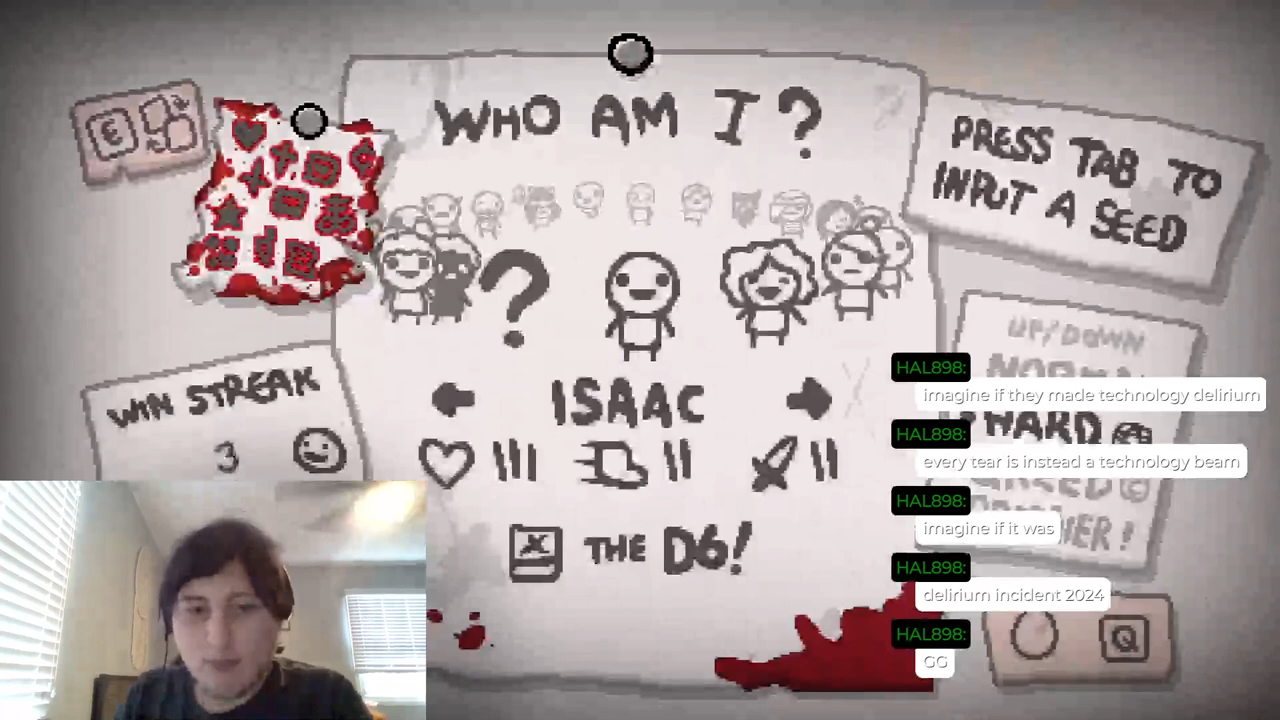 WHO AM I?
PRESS TAB TO
INPUT A SEED
WIN STREAK
3
ISAAC
THE D6!
UP/DOWN
HARD
Q
HAL898:
imagine if they made technology delirium
HAL898:
every tear is instead a technology beam
HAL898:
imagine if it was
HAL898:
delirium incident 2024
HAL898:
GG